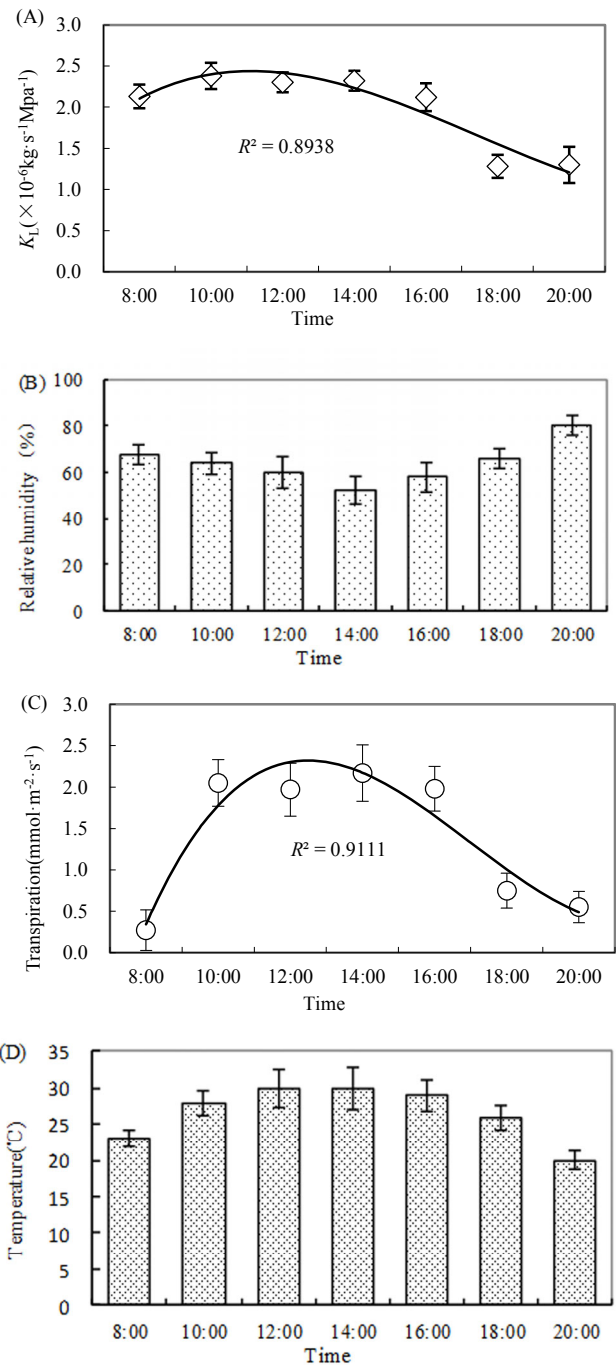 (A)
3.0
2.5
2.0
1.5
1.0
0.5
0.0
K_L(×10⁻⁶kg·s⁻¹Mpa⁻¹)
R² = 0.8938
8:00 10:00 12:00 14:00 16:00 18:00 20:00
Time
(B)
100
80
60
40
20
0
Relative humidity (%)
8:00 10:00 12:00 14:00 16:00 18:00 20:00
Time
(C)
3.0
2.5
2.0
1.5
1.0
0.5
0.0
Transpiration(mmol·m⁻²·s⁻¹)
R² = 0.9111
8:00 10:00 12:00 14:00 16:00 18:00 20:00
Time
(D)
35
30
25
20
15
10
5
0
Temperature(℃)
8:00 10:00 12:00 14:00 16:00 18:00 20:00
Time